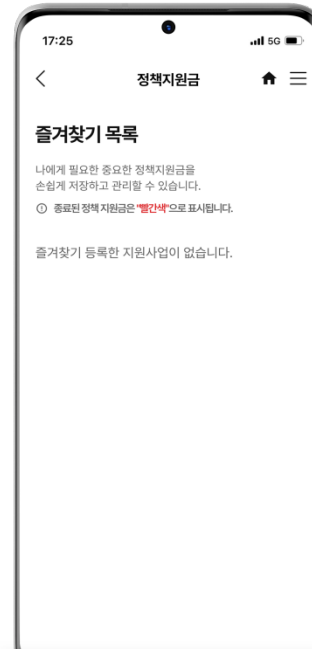 17:25
5G
정책지원금
즐겨찾기 목록
나에게 필요한 중요한 정책지원금을
손쉽게 저장하고 관리할 수 있습니다.
종료된 정책 지원금은 "빨간색"으로 표시됩니다.
즐겨찾기 등록한 지원사업이 없습니다.